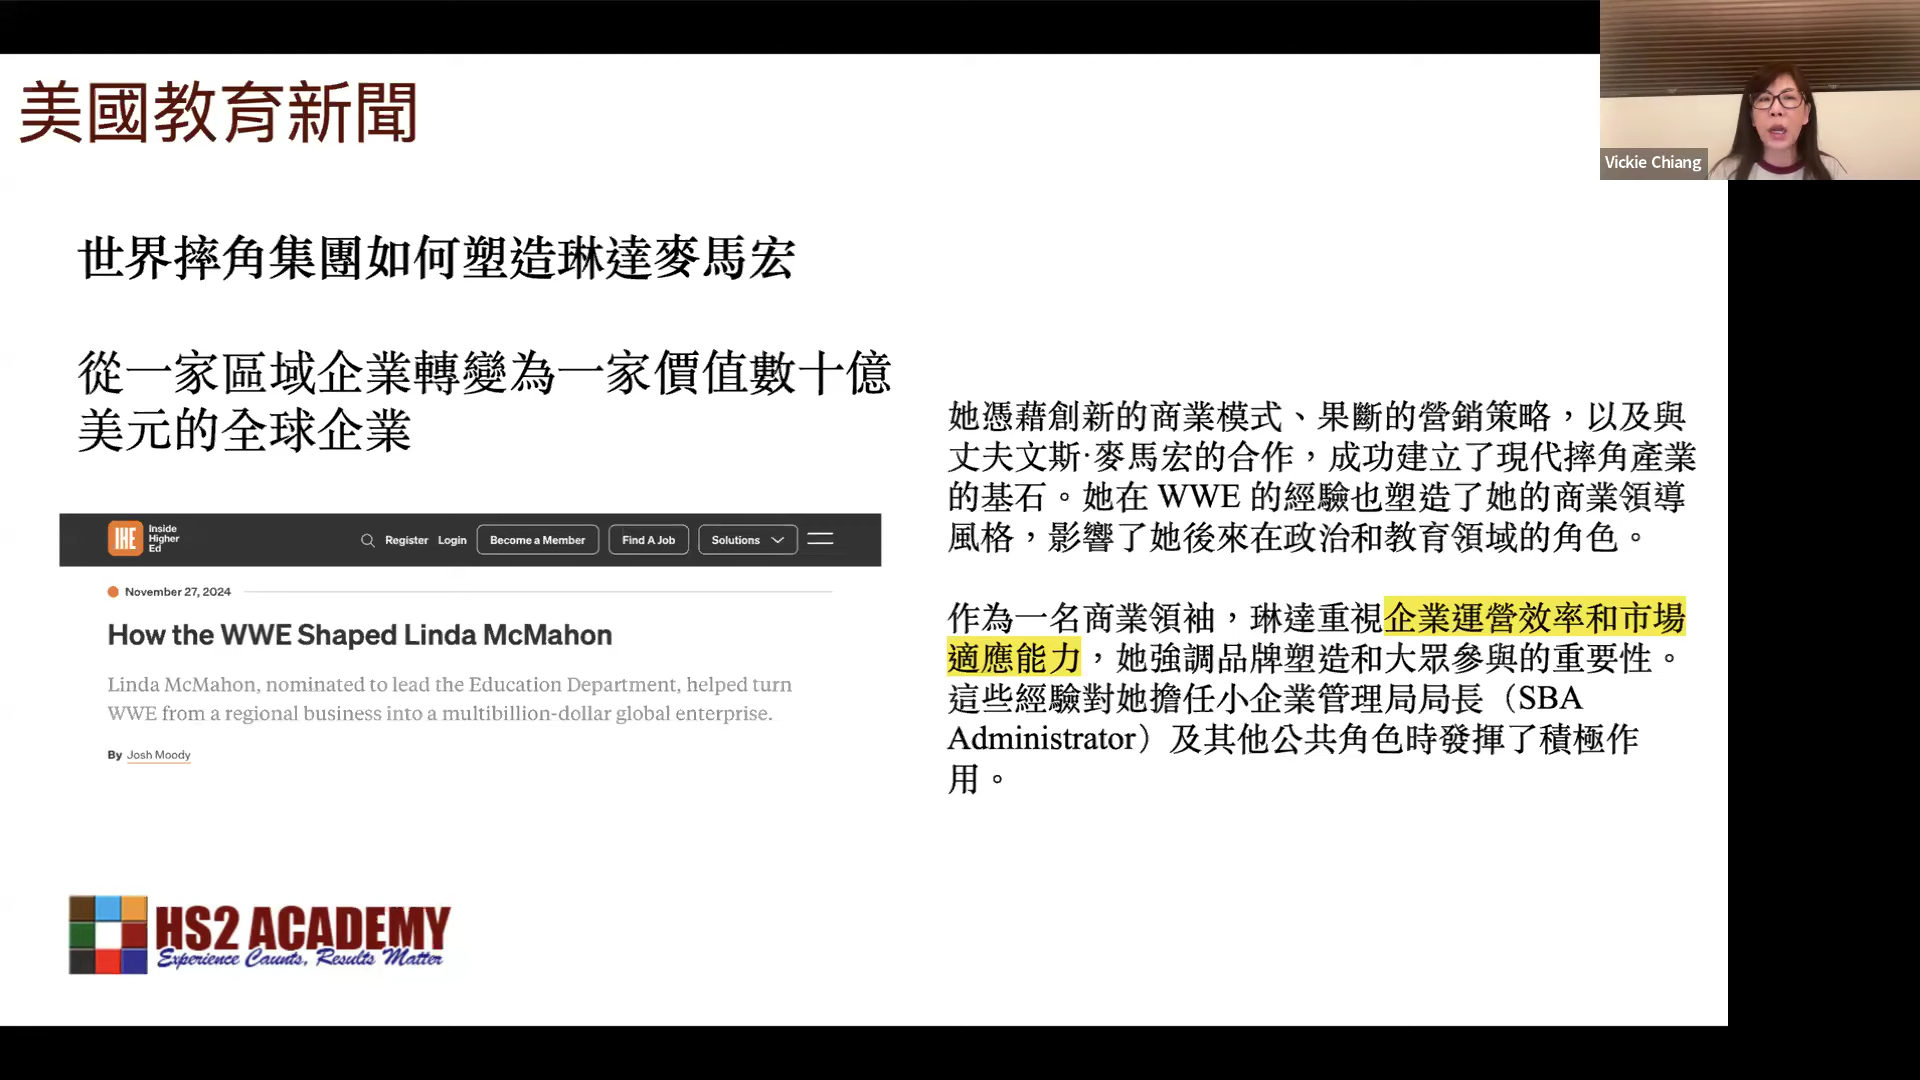 美國教育新聞
Vickie Chiang
世界摔角集團如何塑造琳達麥馬宏
從一家區域企業轉變為一家價值數十億
美元的全球企業
IHE Inside
Higher
Ed
Register Login Become a Member Find A Job Solutions
November 27, 2024
How the WWE Shaped Linda McMahon
Linda McMahon, nominated to lead the Education Department, helped turn
WWE from a regional business into a multibillion-dollar global enterprise.
By Josh Moody
她憑藉創新的商業模式、果斷的營銷策略，以及與
丈夫文斯·麥馬宏的合作，成功建立了現代摔角產業
的基石。她在 WWE 的經驗也塑造了她的商業領導
風格，影響了她後來在政治和教育領域的角色。
作為一名商業領袖，琳達重視企業運營效率和市場
適應能力，她強調品牌塑造和大眾參與的重要性。
這些經驗對她擔任小企業管理局局長（SBA
Administrator）及其他公共角色時發揮了積極作
用。
HS2 ACADEMY
Experience Counts, Results Matter